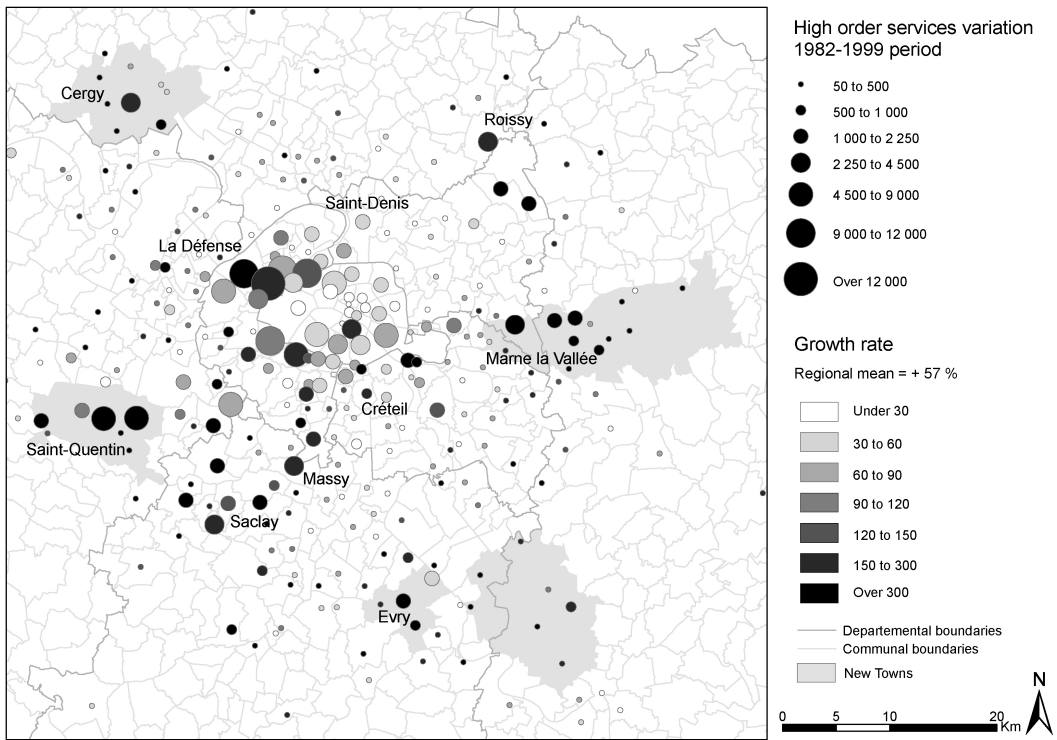 Cergy
Roissy
Saint-Denis
La Défense
Marne la Vallée
Créteil
Saint-Quentin
Massy
Saclay
Evry
High order services variation
1982-1999 period
50 to 500
500 to 1 000
1 000 to 2 250
2 250 to 4 500
4 500 to 9 000
9 000 to 12 000
Over 12 000
Growth rate
Regional mean = + 57 %
Under 30
30 to 60
60 to 90
90 to 120
120 to 150
150 to 300
Over 300
Departemental boundaries
Communal boundaries
New Towns
N
0 5 10 20
Km